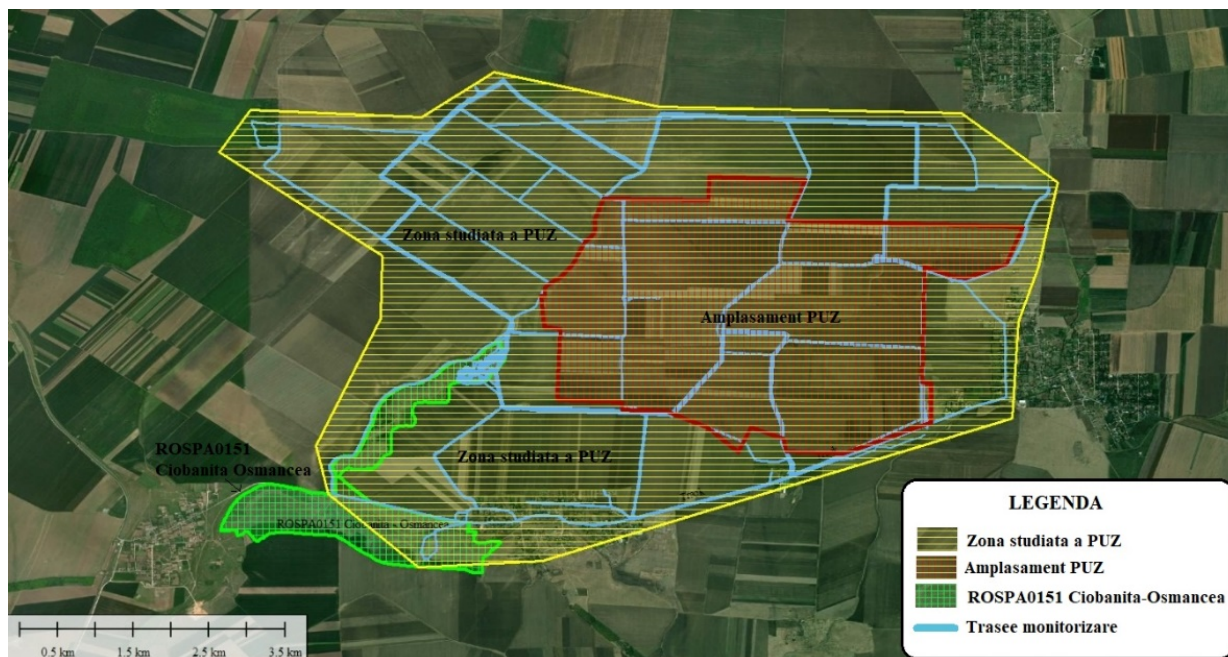 Zona studiata a PUZ
Amplasament PUZ
Zona studiata a PUZ
ROSPA0151
Ciobanita Osmancea
ROSPA0151 Ciobanita - Osmancea
LEGENDA
Zona studiata a PUZ
Amplasament PUZ
ROSPA0151 Ciobanita-Osmancea
Trasee monitorizare
0.5 km 1.5 km 2.5 km 3.5 km